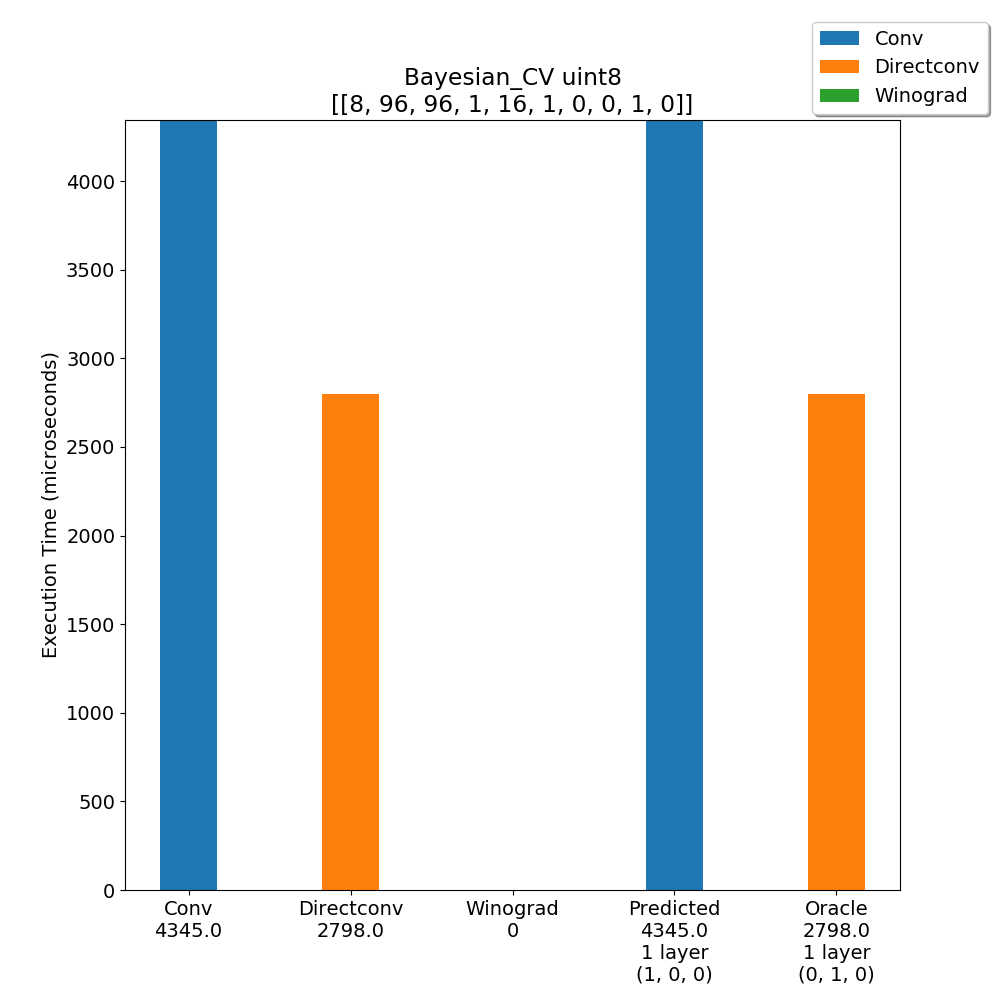 Conv
Directconv
Winograd
Bayesian_CV uint8
[[8, 96, 96, 1, 16, 1, 0, 0, 1, 0]]
Execution Time (microseconds)
4000
3500
3000
2500
2000
1500
1000
500
0
Conv
4345.0
Directconv
2798.0
Winograd
0
Predicted
4345.0
1 layer
(1, 0, 0)
Oracle
2798.0
1 layer
(0, 1, 0)